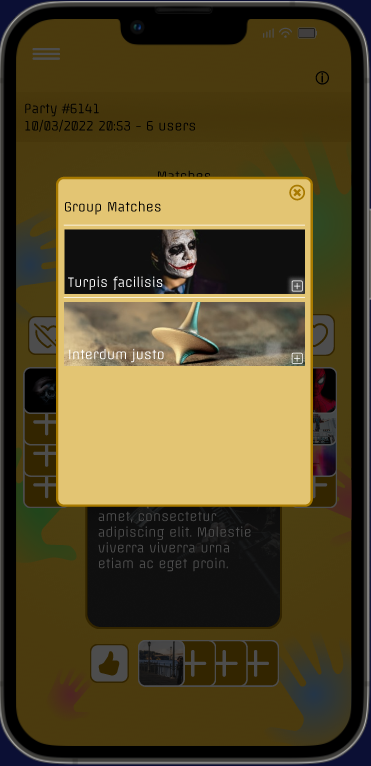 Party #6141
10/03/2022 20:53 - 6 users
Matches
Group Matches
Turpis facilisis
Interdum justo
amet, consectetur
adipiscing elit. Molestie
viverra viverra urna
etiam ac eget proin.